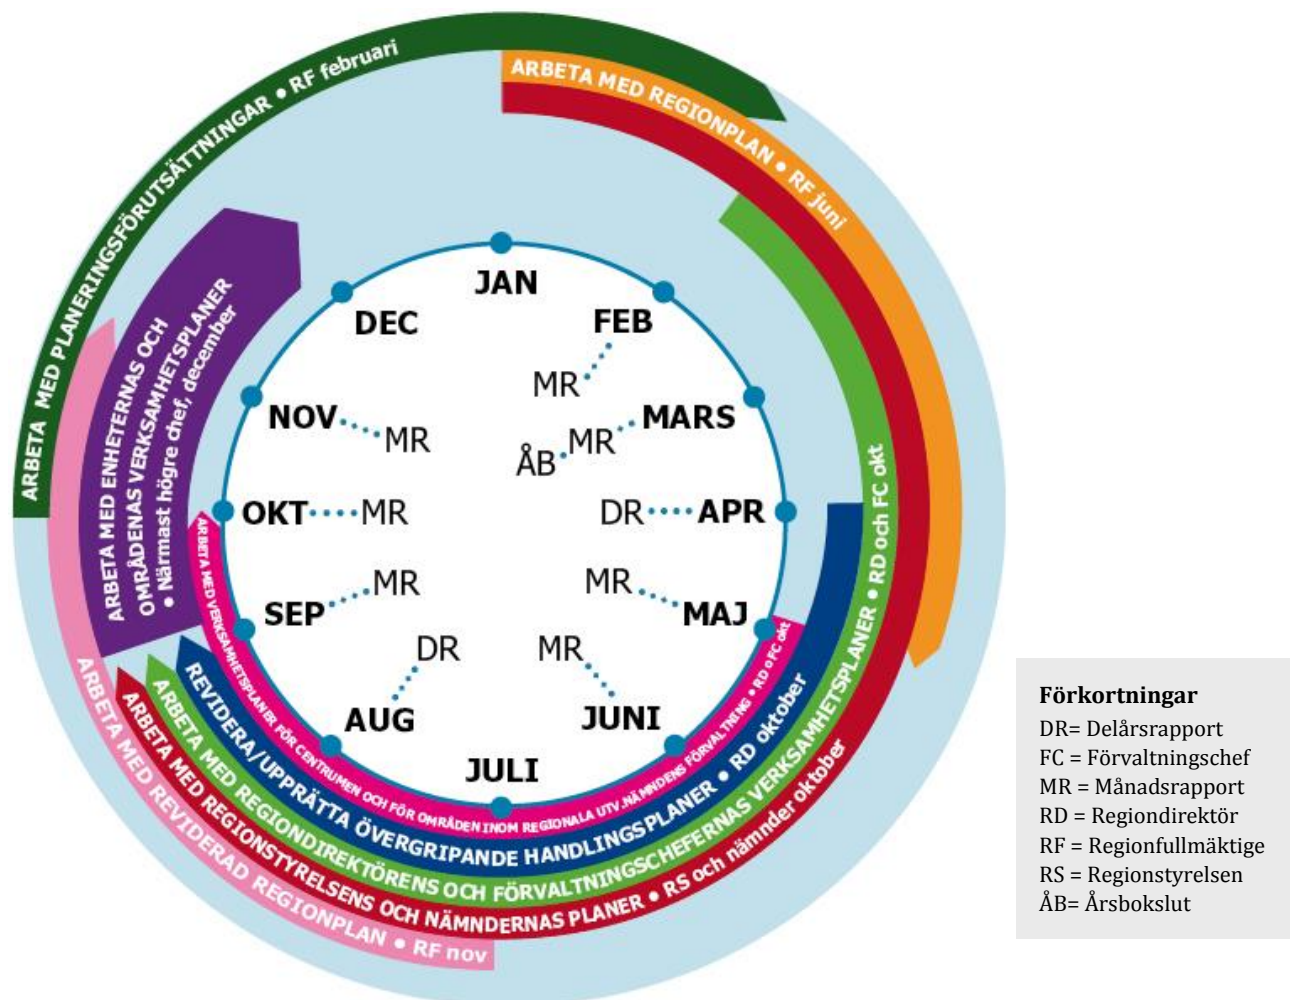 ARBETA MED PLANERINGSFÖRUTSÄTTNINGAR ● RF februari
ARBETA MED REGIONPLAN ● RF juni
ARBETA MED ENHETERNAS OCH
OMRÅDENAS VERKSAMHETSPLANER
● Närmast högre chef, december
JAN
FEB
MR
MARS
MR
ÅB
APR
DR
MAJ
MR
JUNI
MR
JULI
AUG
DR
SEP
MR
OKT
MR
NOV
MR
DEC
ARBETA MED VERKSAMHETSPLANER FÖR CENTRUMEN OCH FÖR OMRÅDEN INOM REGIONALA UTV.NÄMNDENS FÖRVALTNING ● RD o FC okt
REVIDERA/UPPRÄTTA ÖVERGRIPANDE HANDLINGSPLANER ● RD oktober
ARBETA MED REGIONDIREKTÖRENS OCH FÖRVALTNINGSCHEFERNAS VERKSAMHETSPLANER ● RD och FC okt
ARBETA MED REGIONSTYRELSENS OCH NÄMNDERNAS PLANER ● RS och nämnder oktober
ARBETA MED REVIDERAD REGIONPLAN ● RF nov
Förkortningar
DR= Delårsrapport
FC = Förvaltningschef
MR = Månadsrapport
RD = Regiondirektör
RF = Regionfullmäktige
RS = Regionstyrelsen
ÅB= Årsbokslut